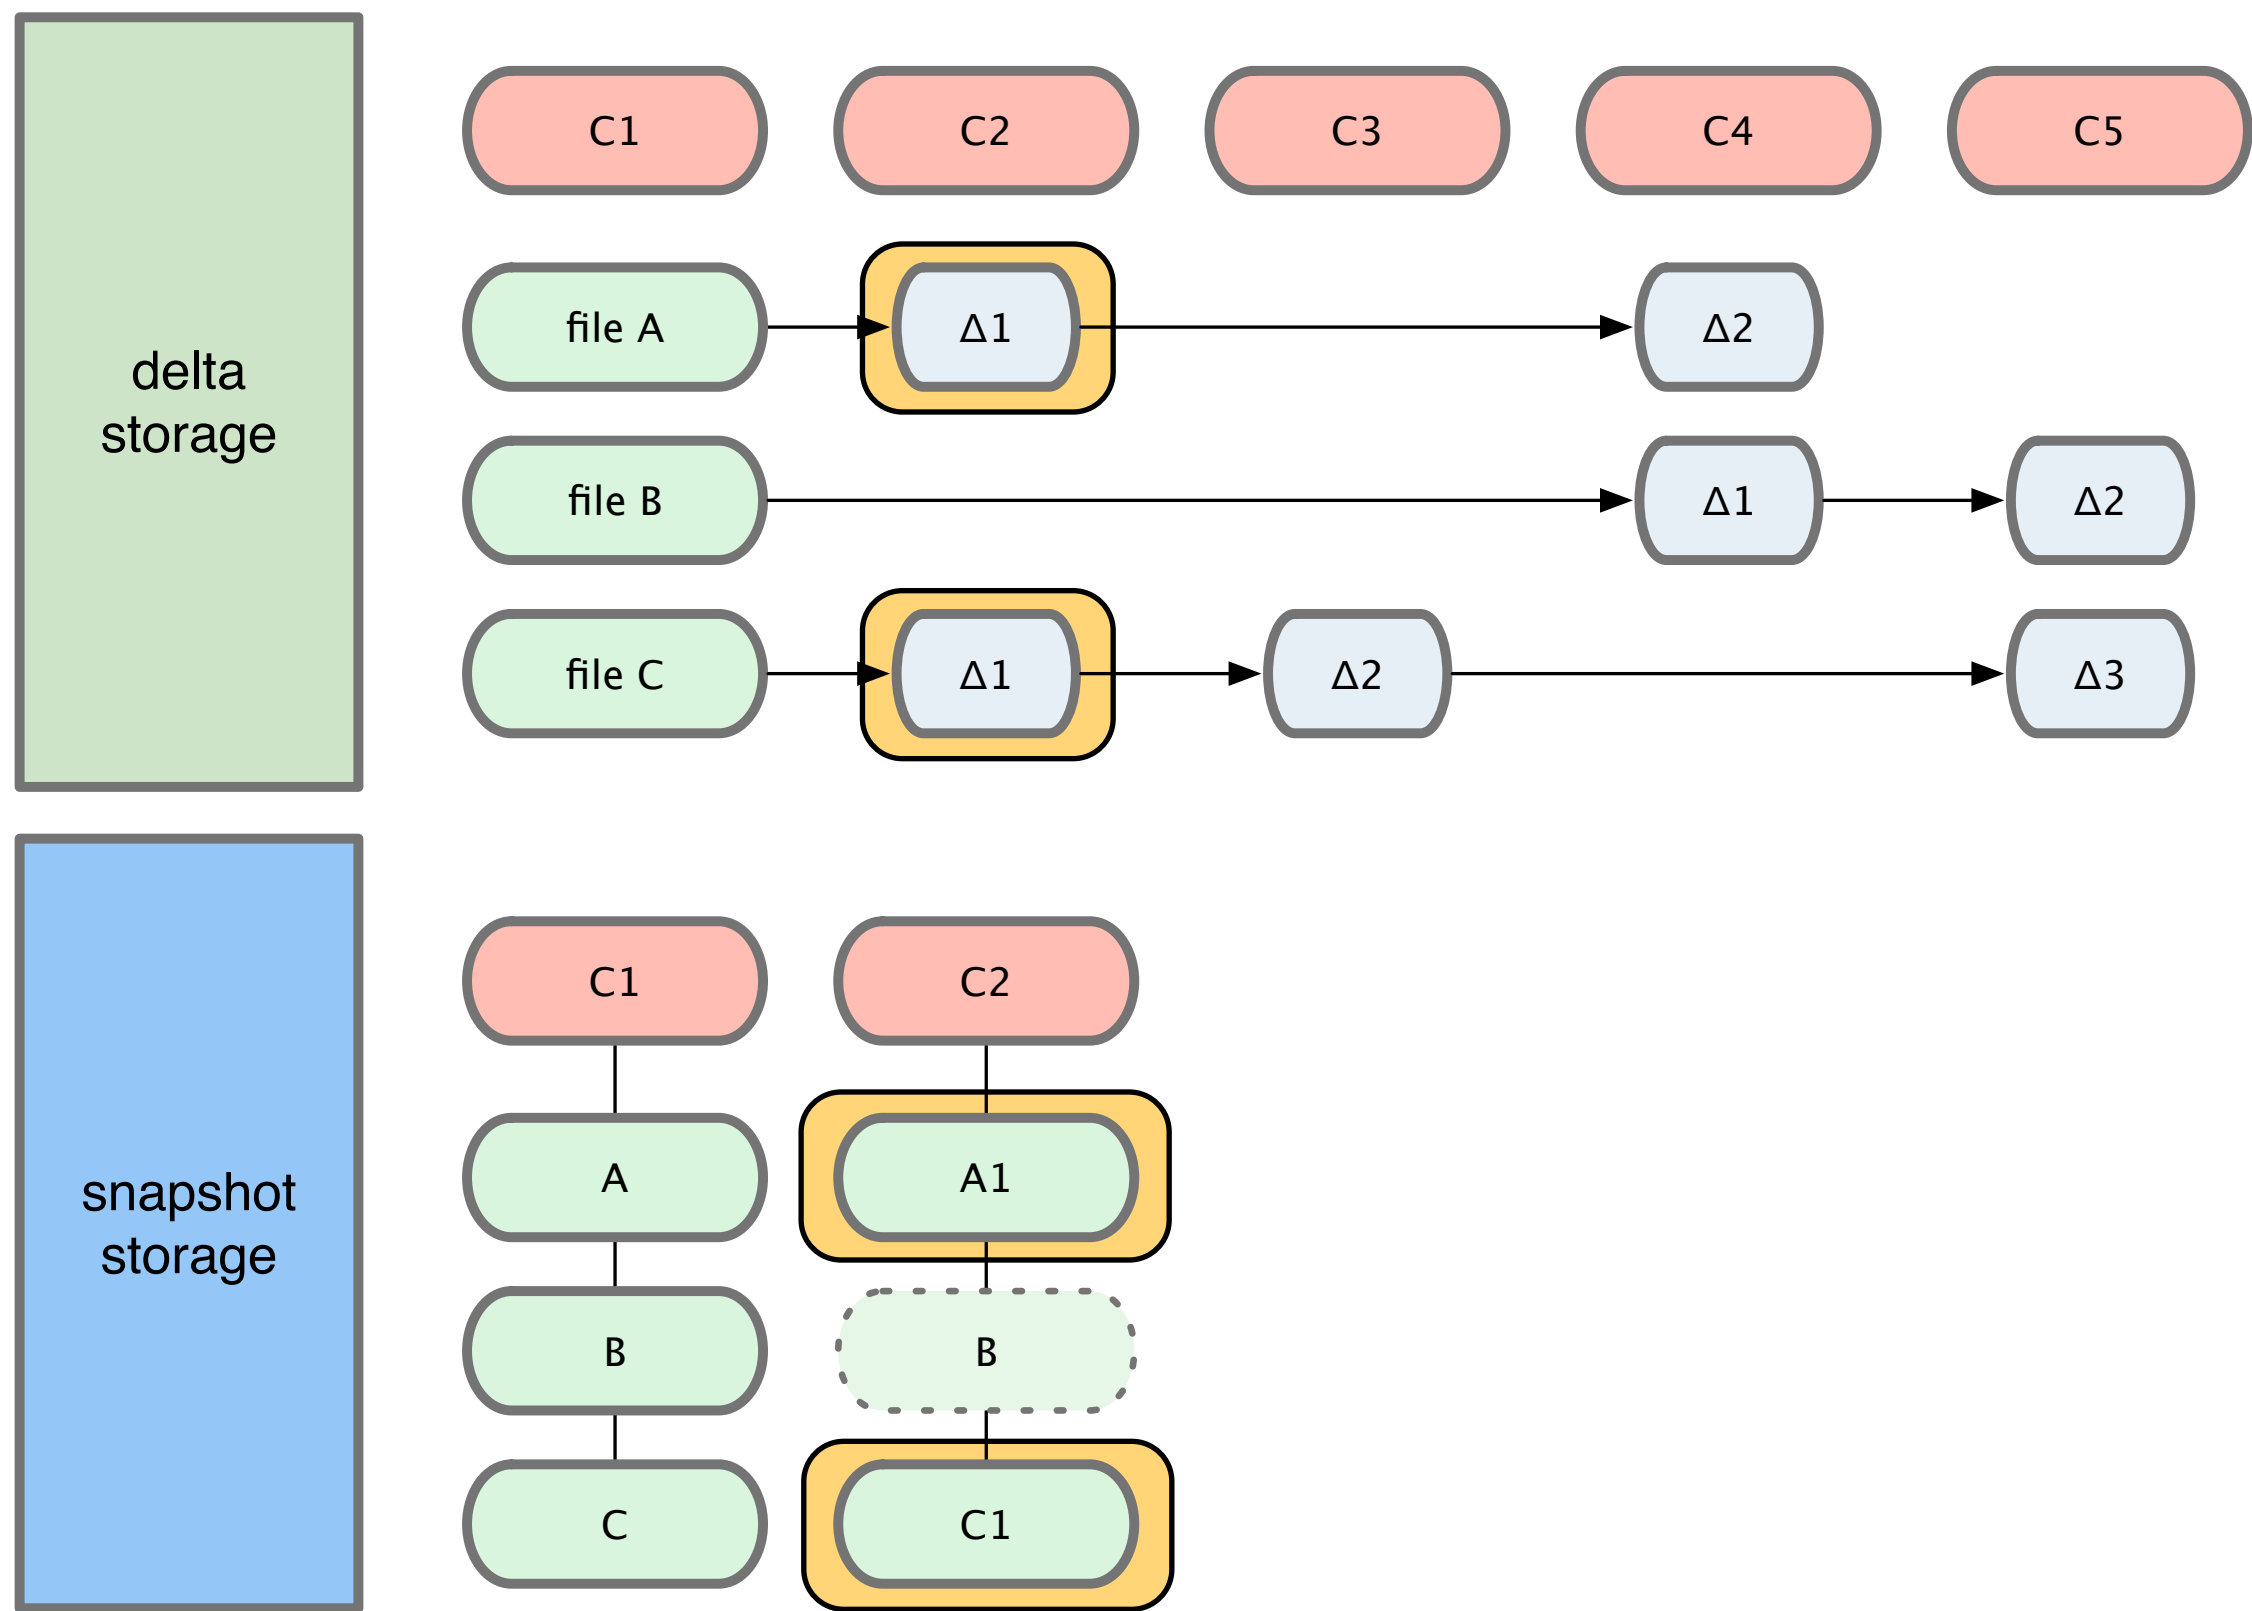 delta
storage
C1 C2 C3 C4 C5
file A Δ1 Δ2
file B Δ1 Δ2
file C Δ1 Δ2 Δ3
snapshot
storage
C1 C2
A A1
B B
C C1